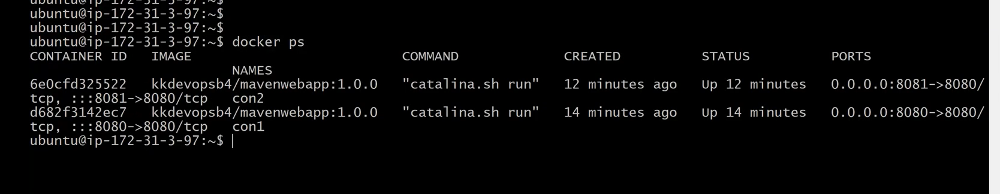 ubuntu@ip-172-31-3-97:~$
ubuntu@ip-172-31-3-97:~$
ubuntu@ip-172-31-3-97:~$
ubuntu@ip-172-31-3-97:~$ docker ps
CONTAINER ID   IMAGE                          COMMAND             CREATED          STATUS          PORTS
                         NAMES
6e0cfd325522   kkdevopsb4/mavenwebapp:1.0.0   "catalina.sh run"   12 minutes ago   Up 12 minutes   0.0.0.0:8081->8080/
tcp, :::8081->8080/tcp   con2
d682f3142ec7   kkdevopsb4/mavenwebapp:1.0.0   "catalina.sh run"   14 minutes ago   Up 14 minutes   0.0.0.0:8080->8080/
tcp, :::8080->8080/tcp   con1
ubuntu@ip-172-31-3-97:~$